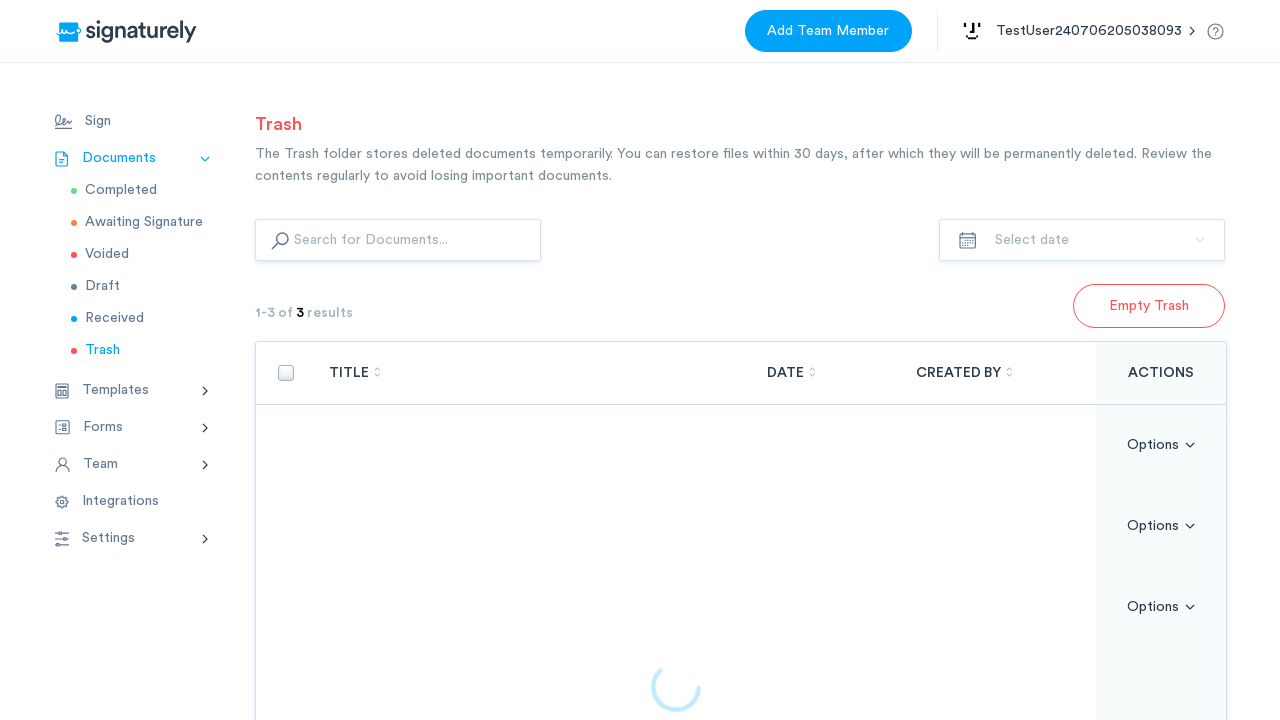 signaturely
Add Team Member
TestUser240706205038093
Sign
Documents
Completed
Awaiting Signature
Voided
Draft
Received
Trash
Templates
Forms
Team
Integrations
Settings
Trash
The Trash folder stores deleted documents temporarily. You can restore files within 30 days, after which they will be permanently deleted. Review the
contents regularly to avoid losing important documents.
Search for Documents...
Select date
1-3 of 3 results
Empty Trash
TITLE DATE CREATED BY ACTIONS
Options
Options
Options